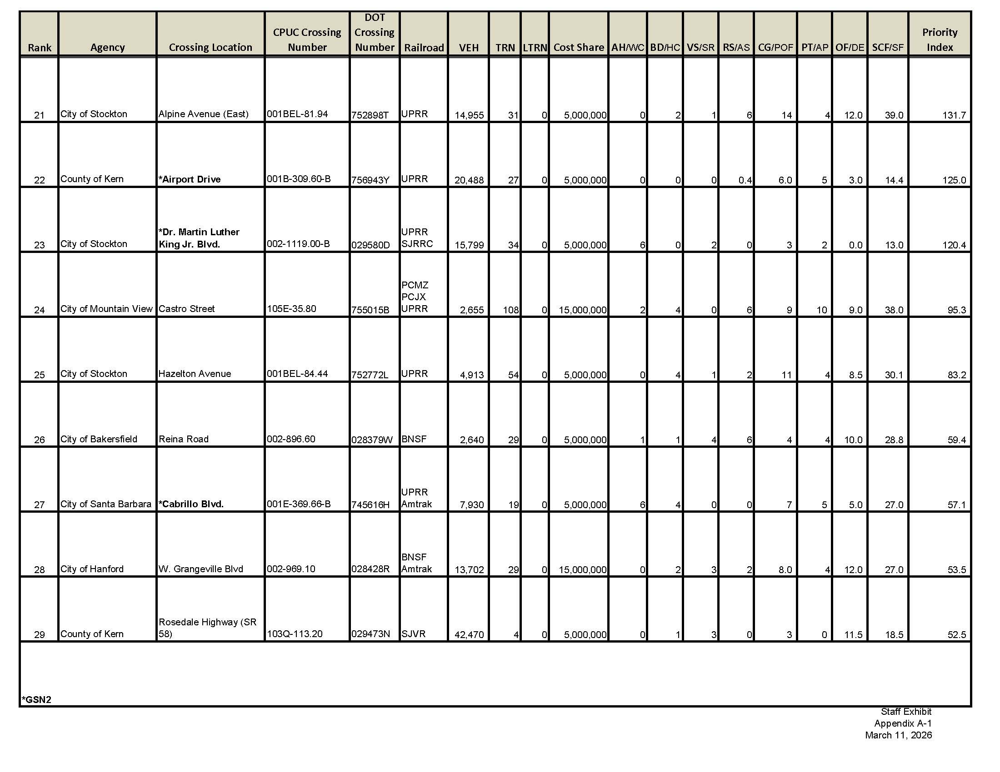 Rank Agency Crossing Location CPUC Crossing Number DOT Crossing Number Railroad VEH TRN LTRN Cost Share AH/WC BD/HC VS/SR RS/AS CG/POF PT/AP OF/DE SCF/SF Priority Index
21 City of Stockton Alpine Avenue (East) 001BEL-81.94 752898T UPRR 14,955 31 0 5,000,000 0 2 1 6 14 4 12.0 39.0 131.7
22 County of Kern *Airport Drive 001B-309.60-B 756943Y UPRR 20,488 27 0 5,000,000 0 0 0 0.4 6.0 5 3.0 14.4 125.0
23 City of Stockton *Dr. Martin Luther King Jr. Blvd. 002-1119.00-B 029580D UPRR SJRRC 15,799 34 0 5,000,000 6 0 2 0 3 2 0.0 13.0 120.4
24 City of Mountain View Castro Street 105E-35.80 755015B PCMZ PCJX UPRR 2,655 108 0 15,000,000 2 4 0 6 9 10 9.0 38.0 95.3
25 City of Stockton Hazelton Avenue 001BEL-84.44 752772L UPRR 4,913 54 0 5,000,000 0 4 1 2 11 4 8.5 30.1 83.2
26 City of Bakersfield Reina Road 002-896.60 028379W BNSF 2,640 29 0 5,000,000 1 1 4 6 4 4 10.0 28.8 59.4
27 City of Santa Barbara *Cabrillo Blvd. 001E-369.66-B 745616H UPRR Amtrak 7,930 19 0 5,000,000 6 4 0 0 7 5 5.0 27.0 57.1
28 City of Hanford W. Grangeville Blvd 002-969.10 028428R BNSF Amtrak 13,702 29 0 15,000,000 0 2 3 2 8.0 4 12.0 27.0 53.5
29 County of Kern Rosedale Highway (SR 58) 103Q-113.20 029473N SJVR 42,470 4 0 5,000,000 0 1 3 0 3 0 11.5 18.5 52.5
*GSN2
Staff Exhibit
Appendix A-1
March 11, 2026